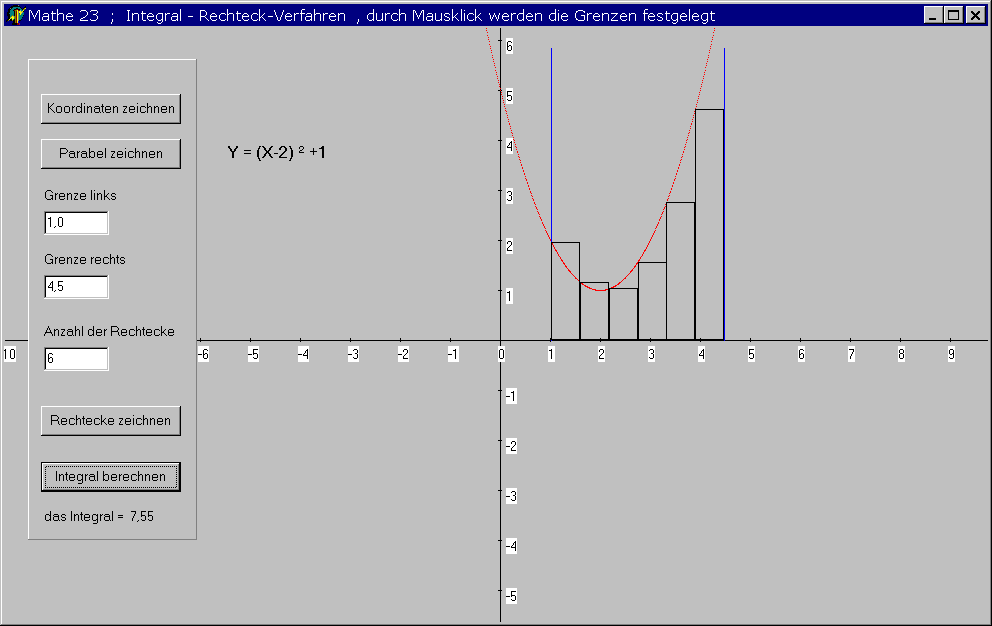 Mathe 23 ; Integral - Rechteck-Verfahren , durch Mausklick werden die Grenzen festgelegt
Koordinaten zeichnen
Parabel zeichnen
Y = (X-2) ² +1
Grenze links
1,0
Grenze rechts
4,5
Anzahl der Rechtecke
6
Rechtecke zeichnen
Integral berechnen
das Integral = 7,55
6
5
4
3
2
1
10 -6 -5 -4 -3 -2 -1 0 1 2 3 4 5 6 7 8 9
-1
-2
-3
-4
-5